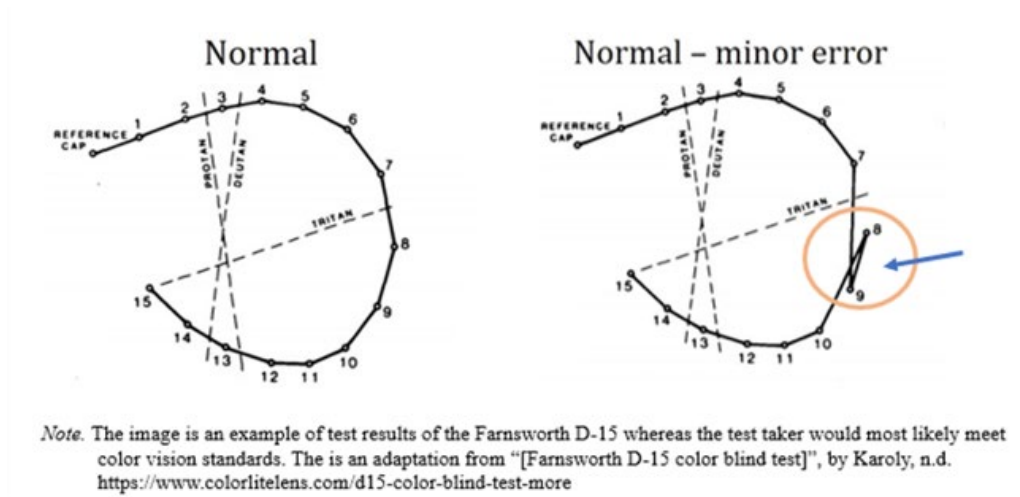 Normal
Normal – minor error
REFERENCE
CAP
1
2
3
4
5
6
7
8
9
10
11
12
13
14
15
PROTAN
DEUTAN
TRITAN
REFERENCE
CAP
1
2
3
4
5
6
7
8
9
10
11
12
13
14
15
PROTAN
DEUTAN
TRITAN
Note. The image is an example of test results of the Farnsworth D-15 whereas the test taker would most likely meet
color vision standards. The is an adaptation from “[Farnsworth D-15 color blind test]”, by Karoly, n.d.
https://www.colorlitelens.com/d15-color-blind-test-more